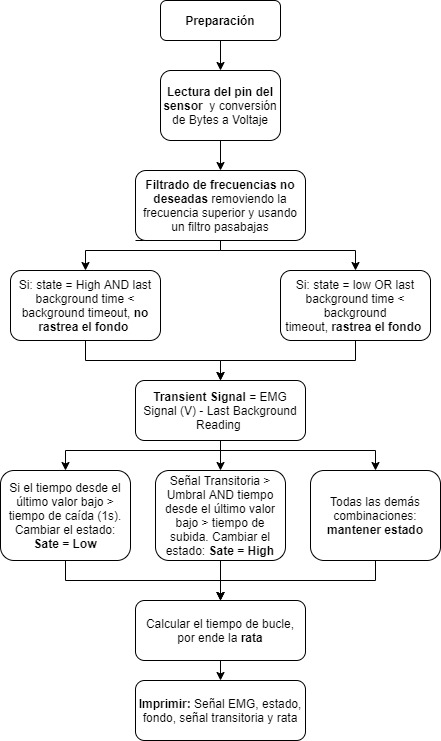 Preparación
Lectura del pin del
sensor y conversión
de Bytes a Voltaje
Filtrado de frecuencias no
deseadas removiendo la
frecuencia superior y usando
un filtro pasabajas
Si: state = High AND last
background time <
background timeout, no
rastrea el fondo
Si: state = low OR last
background time <
background
timeout, rastrea el fondo
Transient Signal = EMG
Signal (V) - Last Background
Reading
Si el tiempo desde el
último valor bajo >
tiempo de caída (1s).
Cambiar el estado:
Sate = Low
Señal Transitoria >
Umbral AND tiempo
desde el último valor
bajo > tiempo de
subida. Cambiar el
estado: Sate = High
Todas las demás
combinaciones:
mantener estado
Calcular el tiempo de bucle,
por ende la rata
Imprimir: Señal EMG, estado,
fondo, señal transitoria y rata